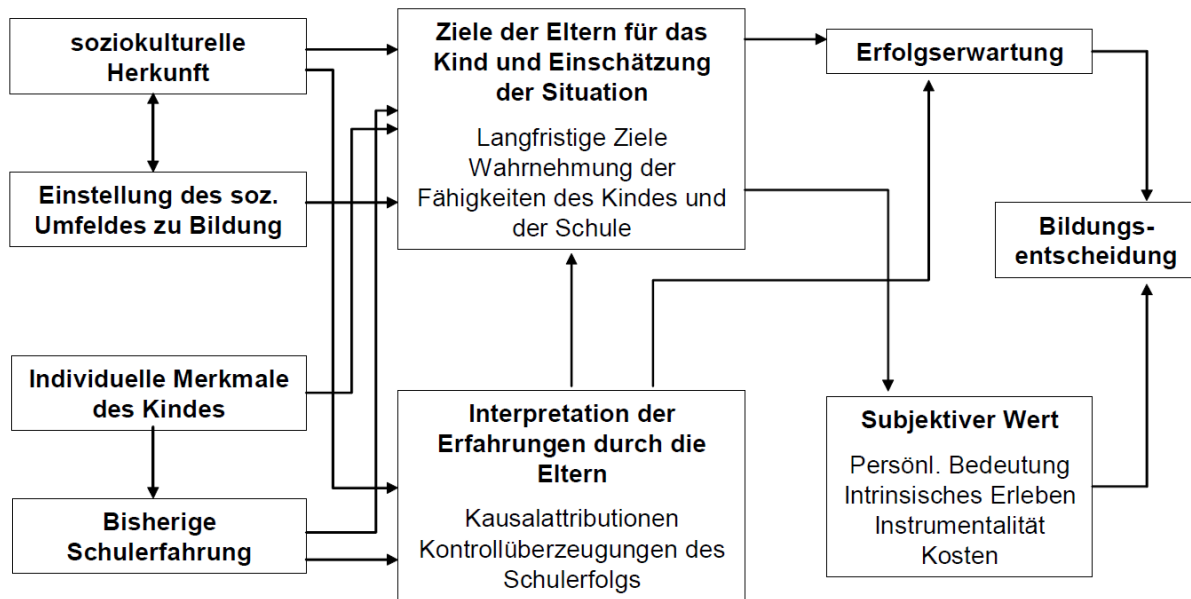 soziokulturelle
Herkunft
Einstellung des soz.
Umfeldes zu Bildung
Individuelle Merkmale
des Kindes
Bisherige
Schulerfahrung
Ziele der Eltern für das
Kind und Einschätzung
der Situation
Langfristige Ziele
Wahrnehmung der
Fähigkeiten des Kindes und
der Schule
Interpretation der
Erfahrungen durch die
Eltern
Kausalattributionen
Kontrollüberzeugungen des
Schulerfolgs
Erfolgserwartung
Subjektiver Wert
Persönl. Bedeutung
Intrinsisches Erleben
Instrumentalität
Kosten
Bildungs-
entscheidung